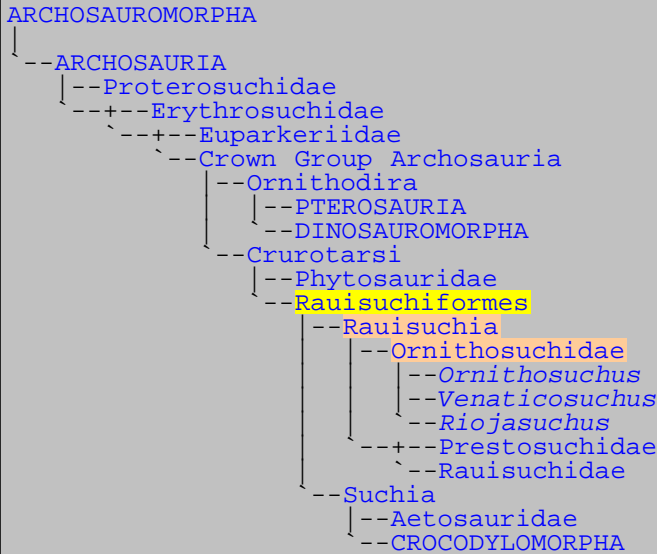 ARCHOSAUROMORPHA
|
`--ARCHOSAURIA
   |--Proterosuchidae
   `--+--Erythrosuchidae
      `--+--Euparkeriidae
         `--Crown Group Archosauria
            |--Ornithodira
            |  |--PTEROSAURIA
            |  `--DINOSAUROMORPHA
            `--Crurotarsi
               |--Phytosauridae
               `--Rauisuchiformes
                  |--Rauisuchia
                  |  |--Ornithosuchidae
                  |  |  |--Ornithosuchus
                  |  |  |--Venaticosuchus
                  |  |  `--Riojasuchus
                  |  `--+--Prestosuchidae
                  |     `--Rauisuchidae
                  `--Suchia
                     |--Aetosauridae
                     `--CROCODYLOMORPHA